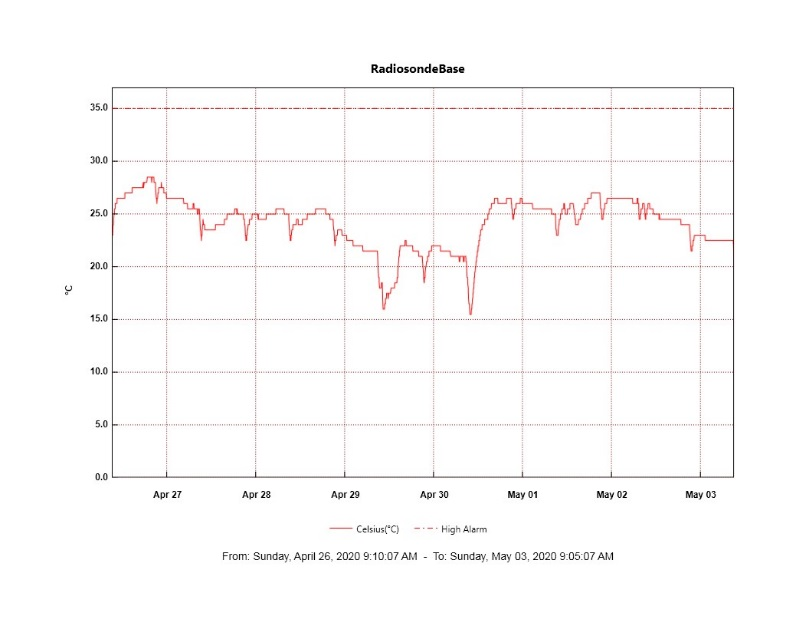 RadiosondeBase
35.0
30.0
25.0
20.0
15.0
10.0
5.0
0.0
°C
Apr 27 Apr 28 Apr 29 Apr 30 May 01 May 02 May 03
Celsius(°C) High Alarm
From: Sunday, April 26, 2020 9:10:07 AM - To: Sunday, May 03, 2020 9:05:07 AM